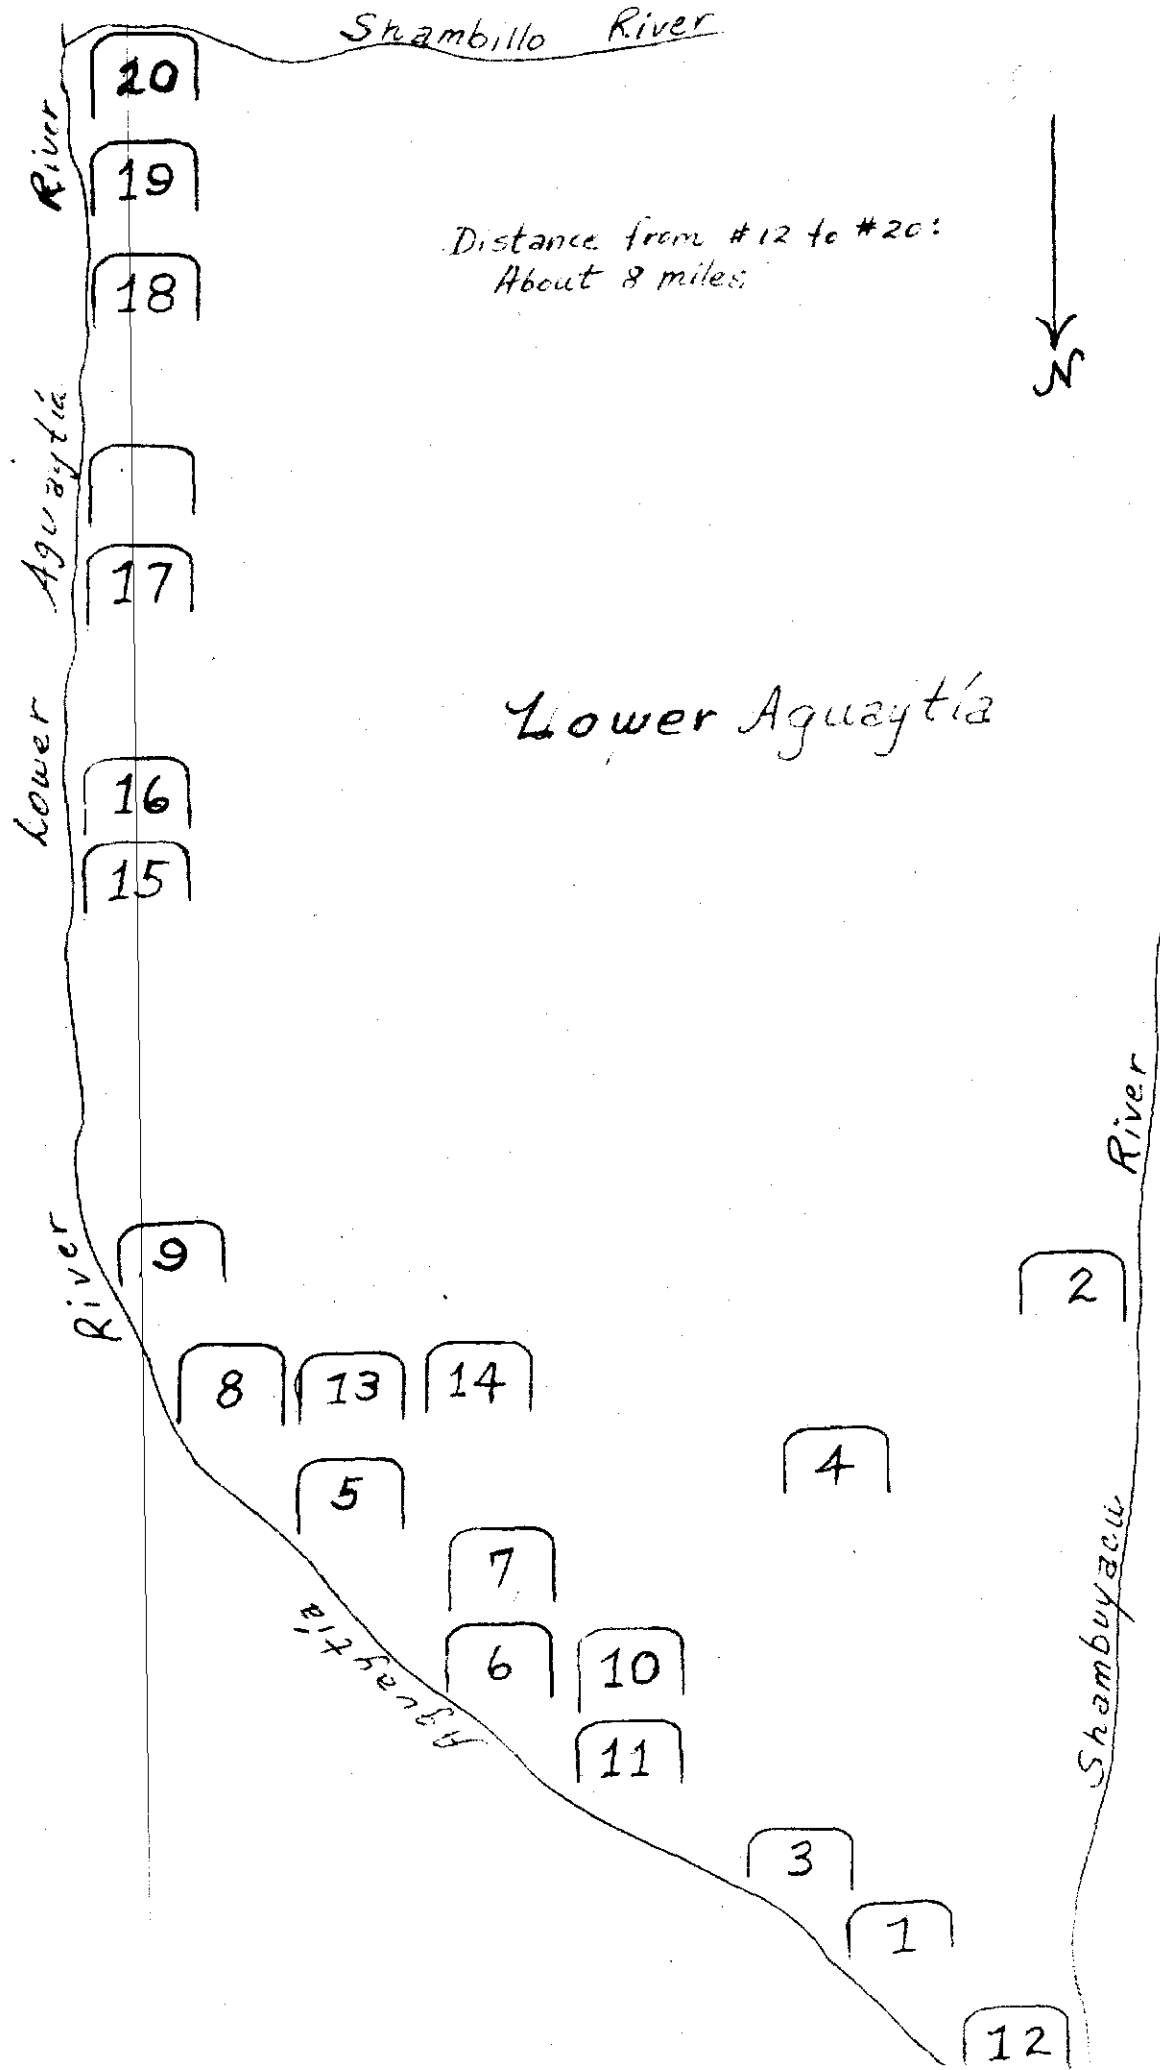 Shambillo River
20
River
19
Distance from #12 to #20:
About 8 miles
18
N
Lower Aguaytía
17
Lower Aguaytía
16
15
River
River
9
2
8 13 14
4
5
7
Aguaytía
6 10
Shambuyacu
11
3
1
12